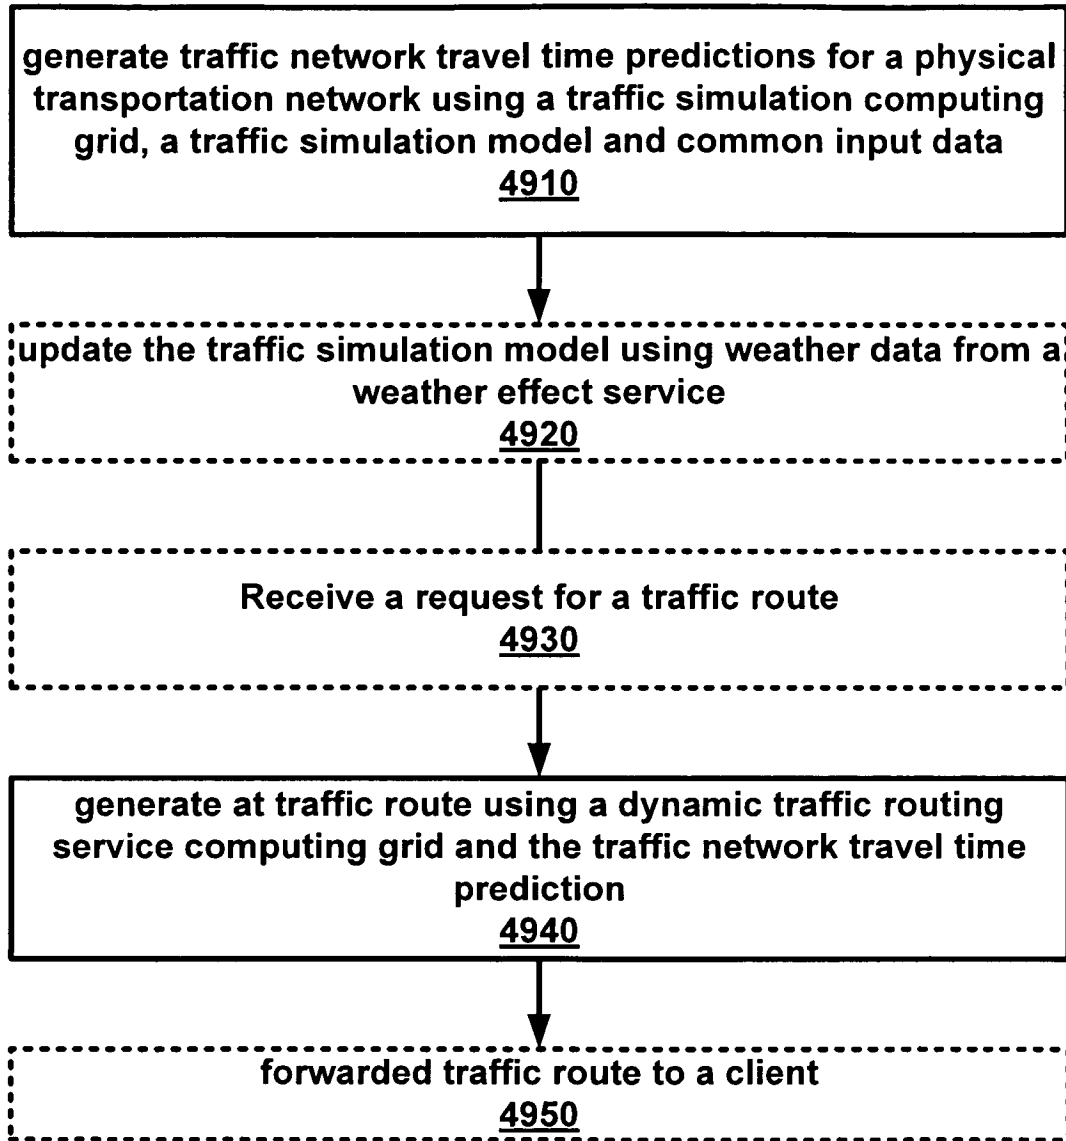 generate traffic network travel time predictions for a physical
transportation network using a traffic simulation computing
grid, a traffic simulation model and common input data
4910
update the traffic simulation model using weather data from a
weather effect service
4920
Receive a request for a traffic route
4930
generate at traffic route using a dynamic traffic routing
service computing grid and the traffic network travel time
prediction
4940
forwarded traffic route to a client
4950